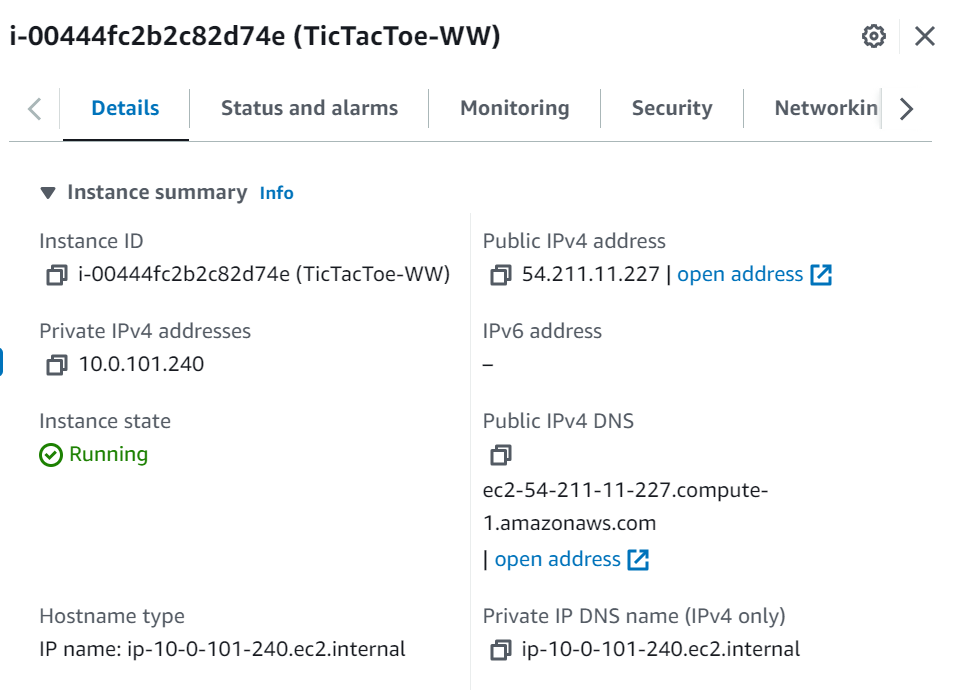 i-00444fc2b2c82d74e (TicTacToe-WW)
Details
Status and alarms
Monitoring
Security
Networkin
Instance summary Info
Instance ID
i-00444fc2b2c82d74e (TicTacToe-WW)
Public IPv4 address
54.211.11.227 | open address
Private IPv4 addresses
10.0.101.240
IPv6 address
–
Instance state
Running
Public IPv4 DNS
ec2-54-211-11-227.compute-
1.amazonaws.com
| open address
Hostname type
IP name: ip-10-0-101-240.ec2.internal
Private IP DNS name (IPv4 only)
ip-10-0-101-240.ec2.internal